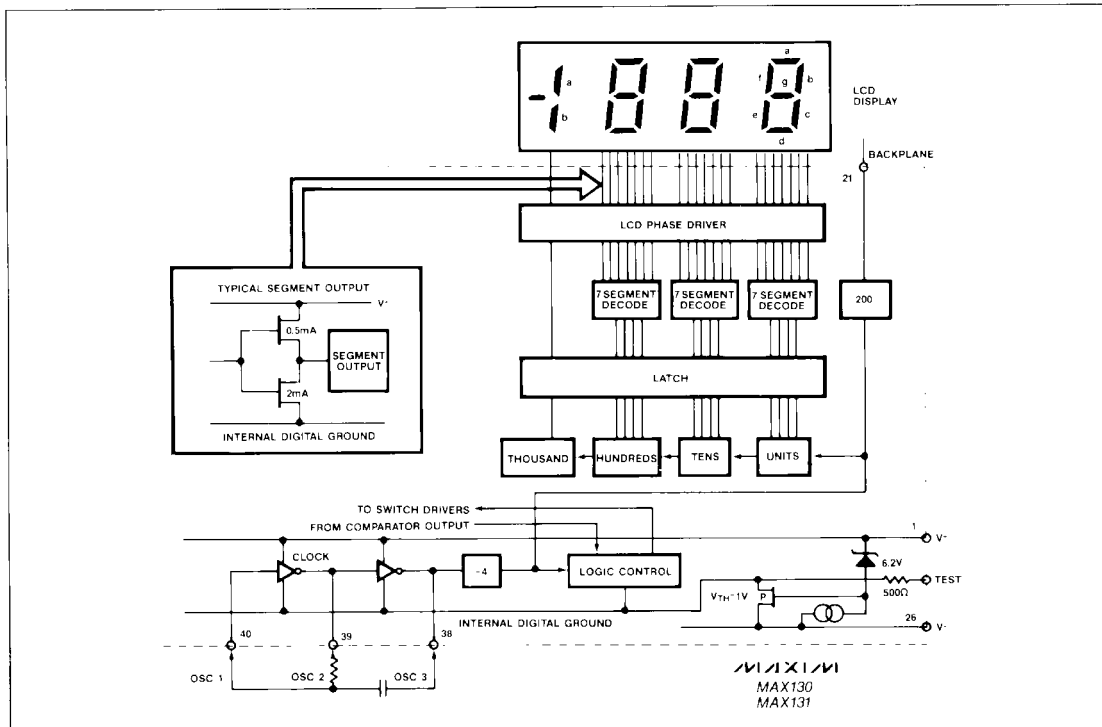 a
b
a
f
g
b
e
c
d
LCD
DISPLAY
BACKPLANE
21
LCD PHASE DRIVER
TYPICAL SEGMENT OUTPUT
V-
0.5mA
SEGMENT
OUTPUT
2mA
INTERNAL DIGITAL GROUND
7 SEGMENT
DECODE
7 SEGMENT
DECODE
7 SEGMENT
DECODE
200
LATCH
THOUSAND
HUNDREDS
TENS
UNITS
TO SWITCH DRIVERS
FROM COMPARATOR OUTPUT
1
V-
CLOCK
6.2V
-4
LOGIC CONTROL
TEST
500Ω
VTH-1V
P
INTERNAL DIGITAL GROUND
26
V-
40
39
38
OSC 1
OSC 2
OSC 3
MAXIM
MAX130
MAX131